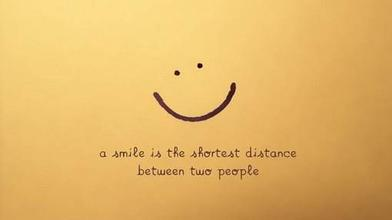 a smile is the shortest distance
between two people